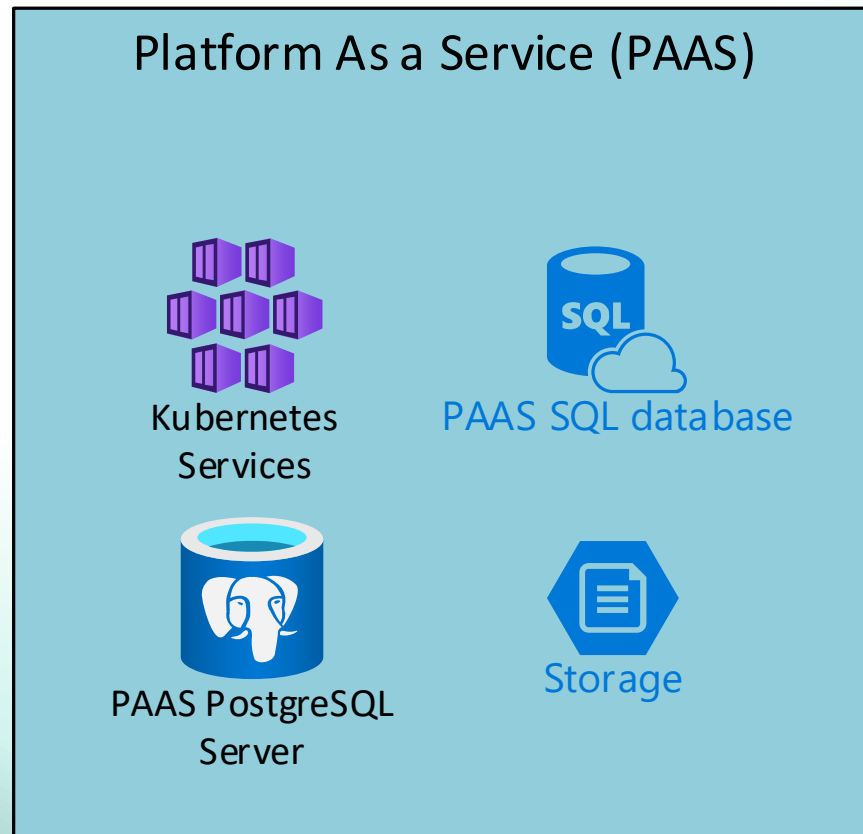 Platform As a Service (PAAS)
Kubernetes
Services
SQL
PAAS SQL database
PAAS PostgreSQL
Server
Storage